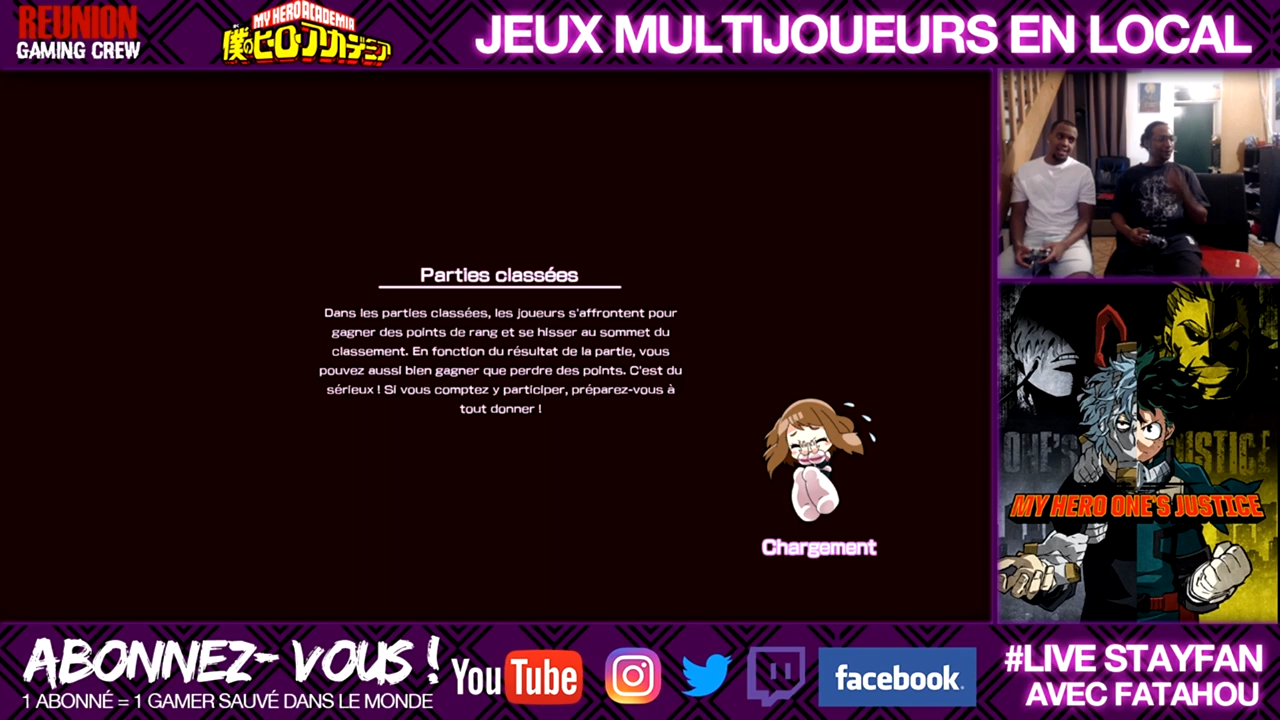 REUNION
GAMING CREW
MY HERO ACADEMIA
僕のヒーローアカデミア
JEUX MULTIJOUEURS EN LOCAL
Parties classées
Dans les parties classées, les joueurs s'affrontent pour
gagner des points de rang et se hisser au sommet du
classement. En fonction du résultat de la partie, vous
pouvez aussi bien gagner que perdre des points. C'est du
sérieux ! Si vous comptez y participer, préparez-vous à
tout donner !
Chargement
ONE'S JUSTICE
MY HERO ONE'S JUSTICE
ABONNEZ-VOUS !
1 ABONNÉ = 1 GAMER SAUVÉ DANS LE MONDE
YouTube
facebook
#LIVE STAYFAN
AVEC FATAHOU